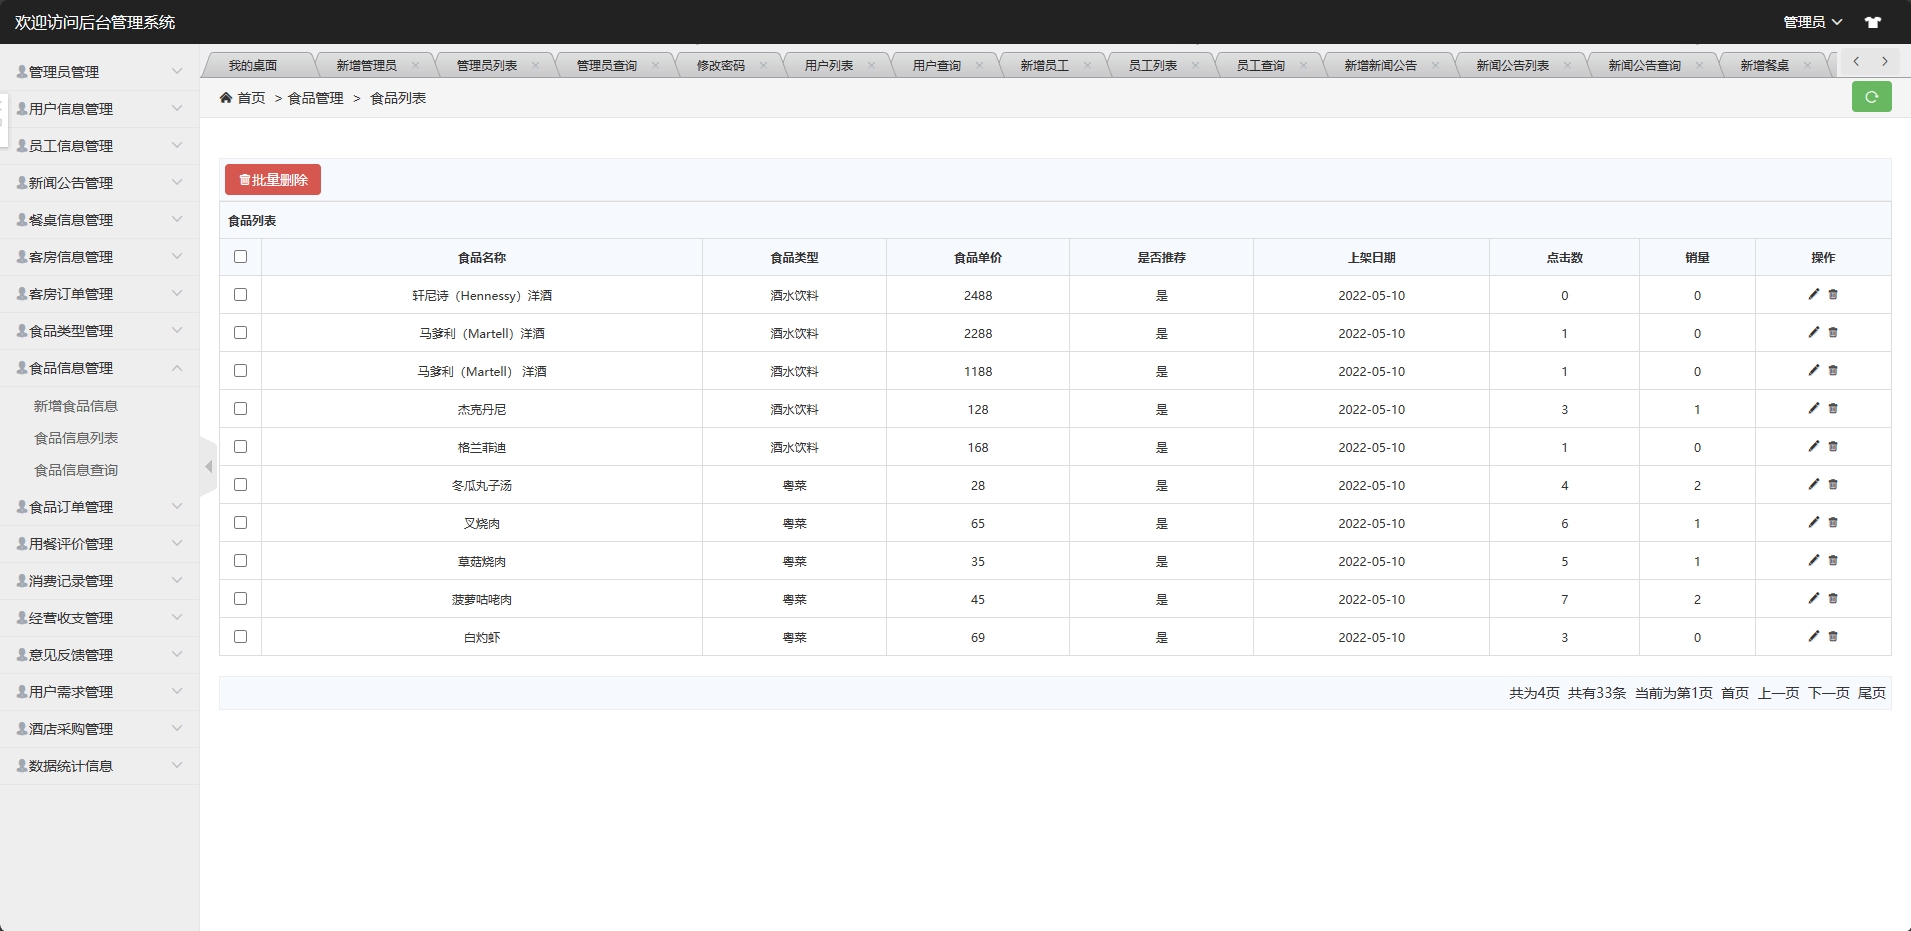 欢迎访问后台管理系统
管理员
我的桌面 新增管理员 管理员列表 管理员查询 修改密码 用户列表 用户查询 新增员工 员工列表 员工查询 新增新闻公告 新闻公告列表 新闻公告查询 新增餐桌
首页 > 食品管理 > 食品列表
管理员管理
用户信息管理
员工信息管理
新闻公告管理
餐桌信息管理
客房信息管理
客房订单管理
食品类型管理
食品信息管理
新增食品信息
食品信息列表
食品信息查询
食品订单管理
用餐评价管理
消费记录管理
经营收支管理
意见反馈管理
用户需求管理
酒店采购管理
数据统计信息
批量删除
食品列表
食品名称 食品类型 食品单价 是否推荐 上架日期 点击数 销量 操作
轩尼诗（Hennessy）洋酒 酒水饮料 2488 是 2022-05-10 0 0
马爹利（Martell）洋酒 酒水饮料 2288 是 2022-05-10 1 0
马爹利（Martell） 洋酒 酒水饮料 1188 是 2022-05-10 1 0
杰克丹尼 酒水饮料 128 是 2022-05-10 3 1
格兰菲迪 酒水饮料 168 是 2022-05-10 1 0
冬瓜丸子汤 粤菜 28 是 2022-05-10 4 2
叉烧肉 粤菜 65 是 2022-05-10 6 1
草菇烧肉 粤菜 35 是 2022-05-10 5 1
菠萝咕咾肉 粤菜 45 是 2022-05-10 7 2
白灼虾 粤菜 69 是 2022-05-10 3 0
共为4页 共有33条 当前为第1页 首页 上一页 下一页 尾页